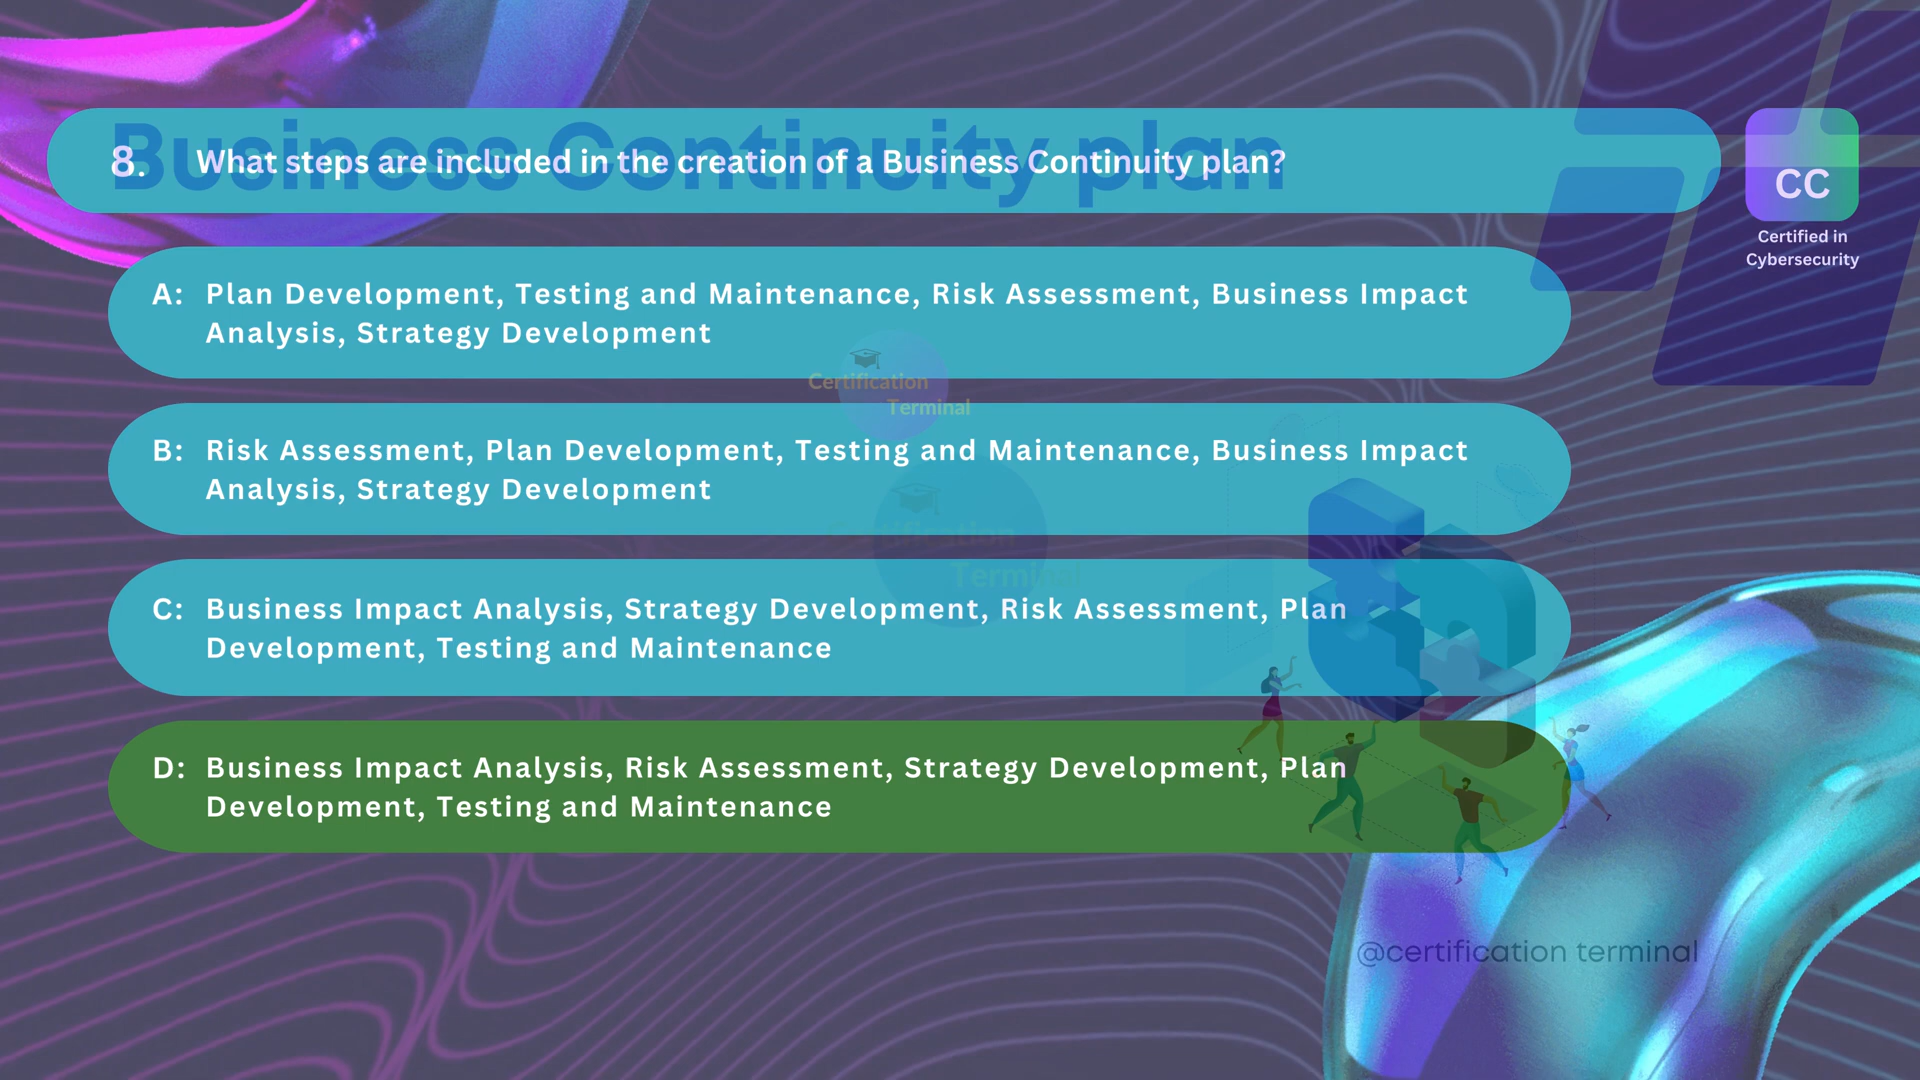 Business Continuity plan
8. What steps are included in the creation of a Business Continuity plan?
CC
Certified in
Cybersecurity
A: Plan Development, Testing and Maintenance, Risk Assessment, Business Impact
Analysis, Strategy Development
Certification
Terminal
B: Risk Assessment, Plan Development, Testing and Maintenance, Business Impact
Analysis, Strategy Development
Certification
Terminal
C: Business Impact Analysis, Strategy Development, Risk Assessment, Plan
Development, Testing and Maintenance
D: Business Impact Analysis, Risk Assessment, Strategy Development, Plan
Development, Testing and Maintenance
@certification terminal